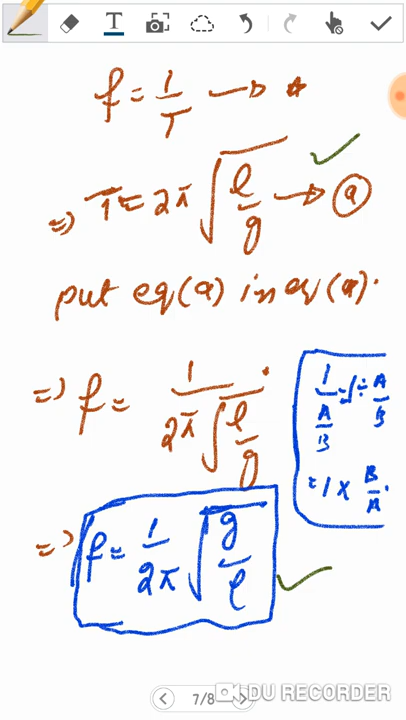 T
f = 1/T → *
=> T = 2π √(l/g) → (a)
put eq(a) in eq(*).
=> f = 1/(2π √(l/g))
1/(A/B) = 1 ÷ A/B
= 1 × B/A
=> f = 1/2π √(g/l)
7/8
DU RECORDER